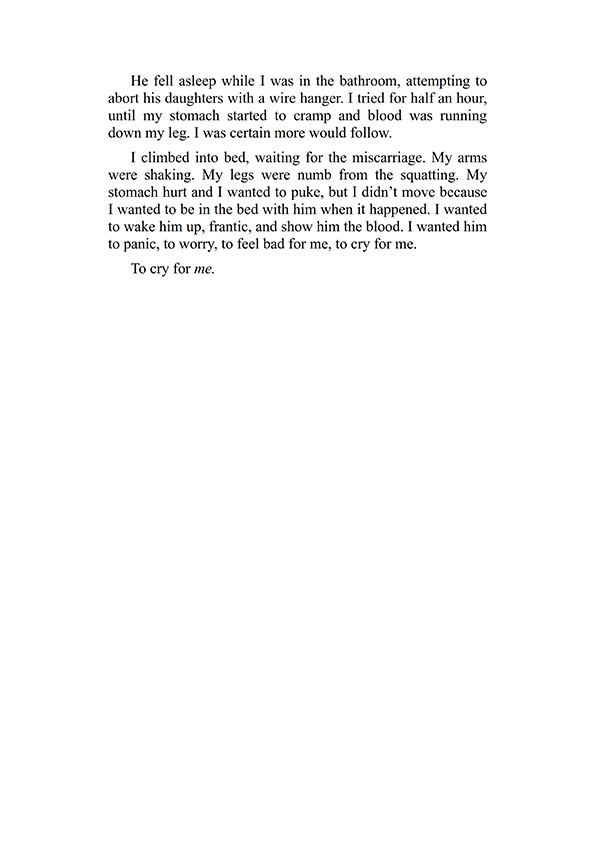 He fell asleep while I was in the bathroom, attempting to
abort his daughters with a wire hanger. I tried for half an hour,
until my stomach started to cramp and blood was running
down my leg. I was certain more would follow.
I climbed into bed, waiting for the miscarriage. My arms
were shaking. My legs were numb from the squatting. My
stomach hurt and I wanted to puke, but I didn’t move because
I wanted to be in the bed with him when it happened. I wanted
to wake him up, frantic, and show him the blood. I wanted him
to panic, to worry, to feel bad for me, to cry for me.
To cry for me.